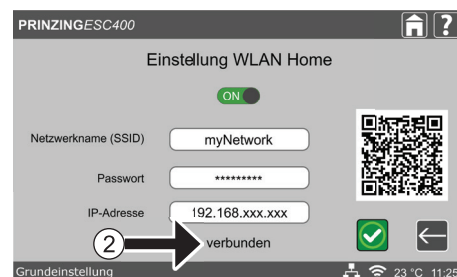 PRINZINGESC400
?
Einstellung WLAN Home
ON
Netzwerkname (SSID)
myNetwork
Passwort
*********
IP-Adresse
192.168.xxx.xxx
2
verbunden
Grundeinstellung
23 °C 11:25